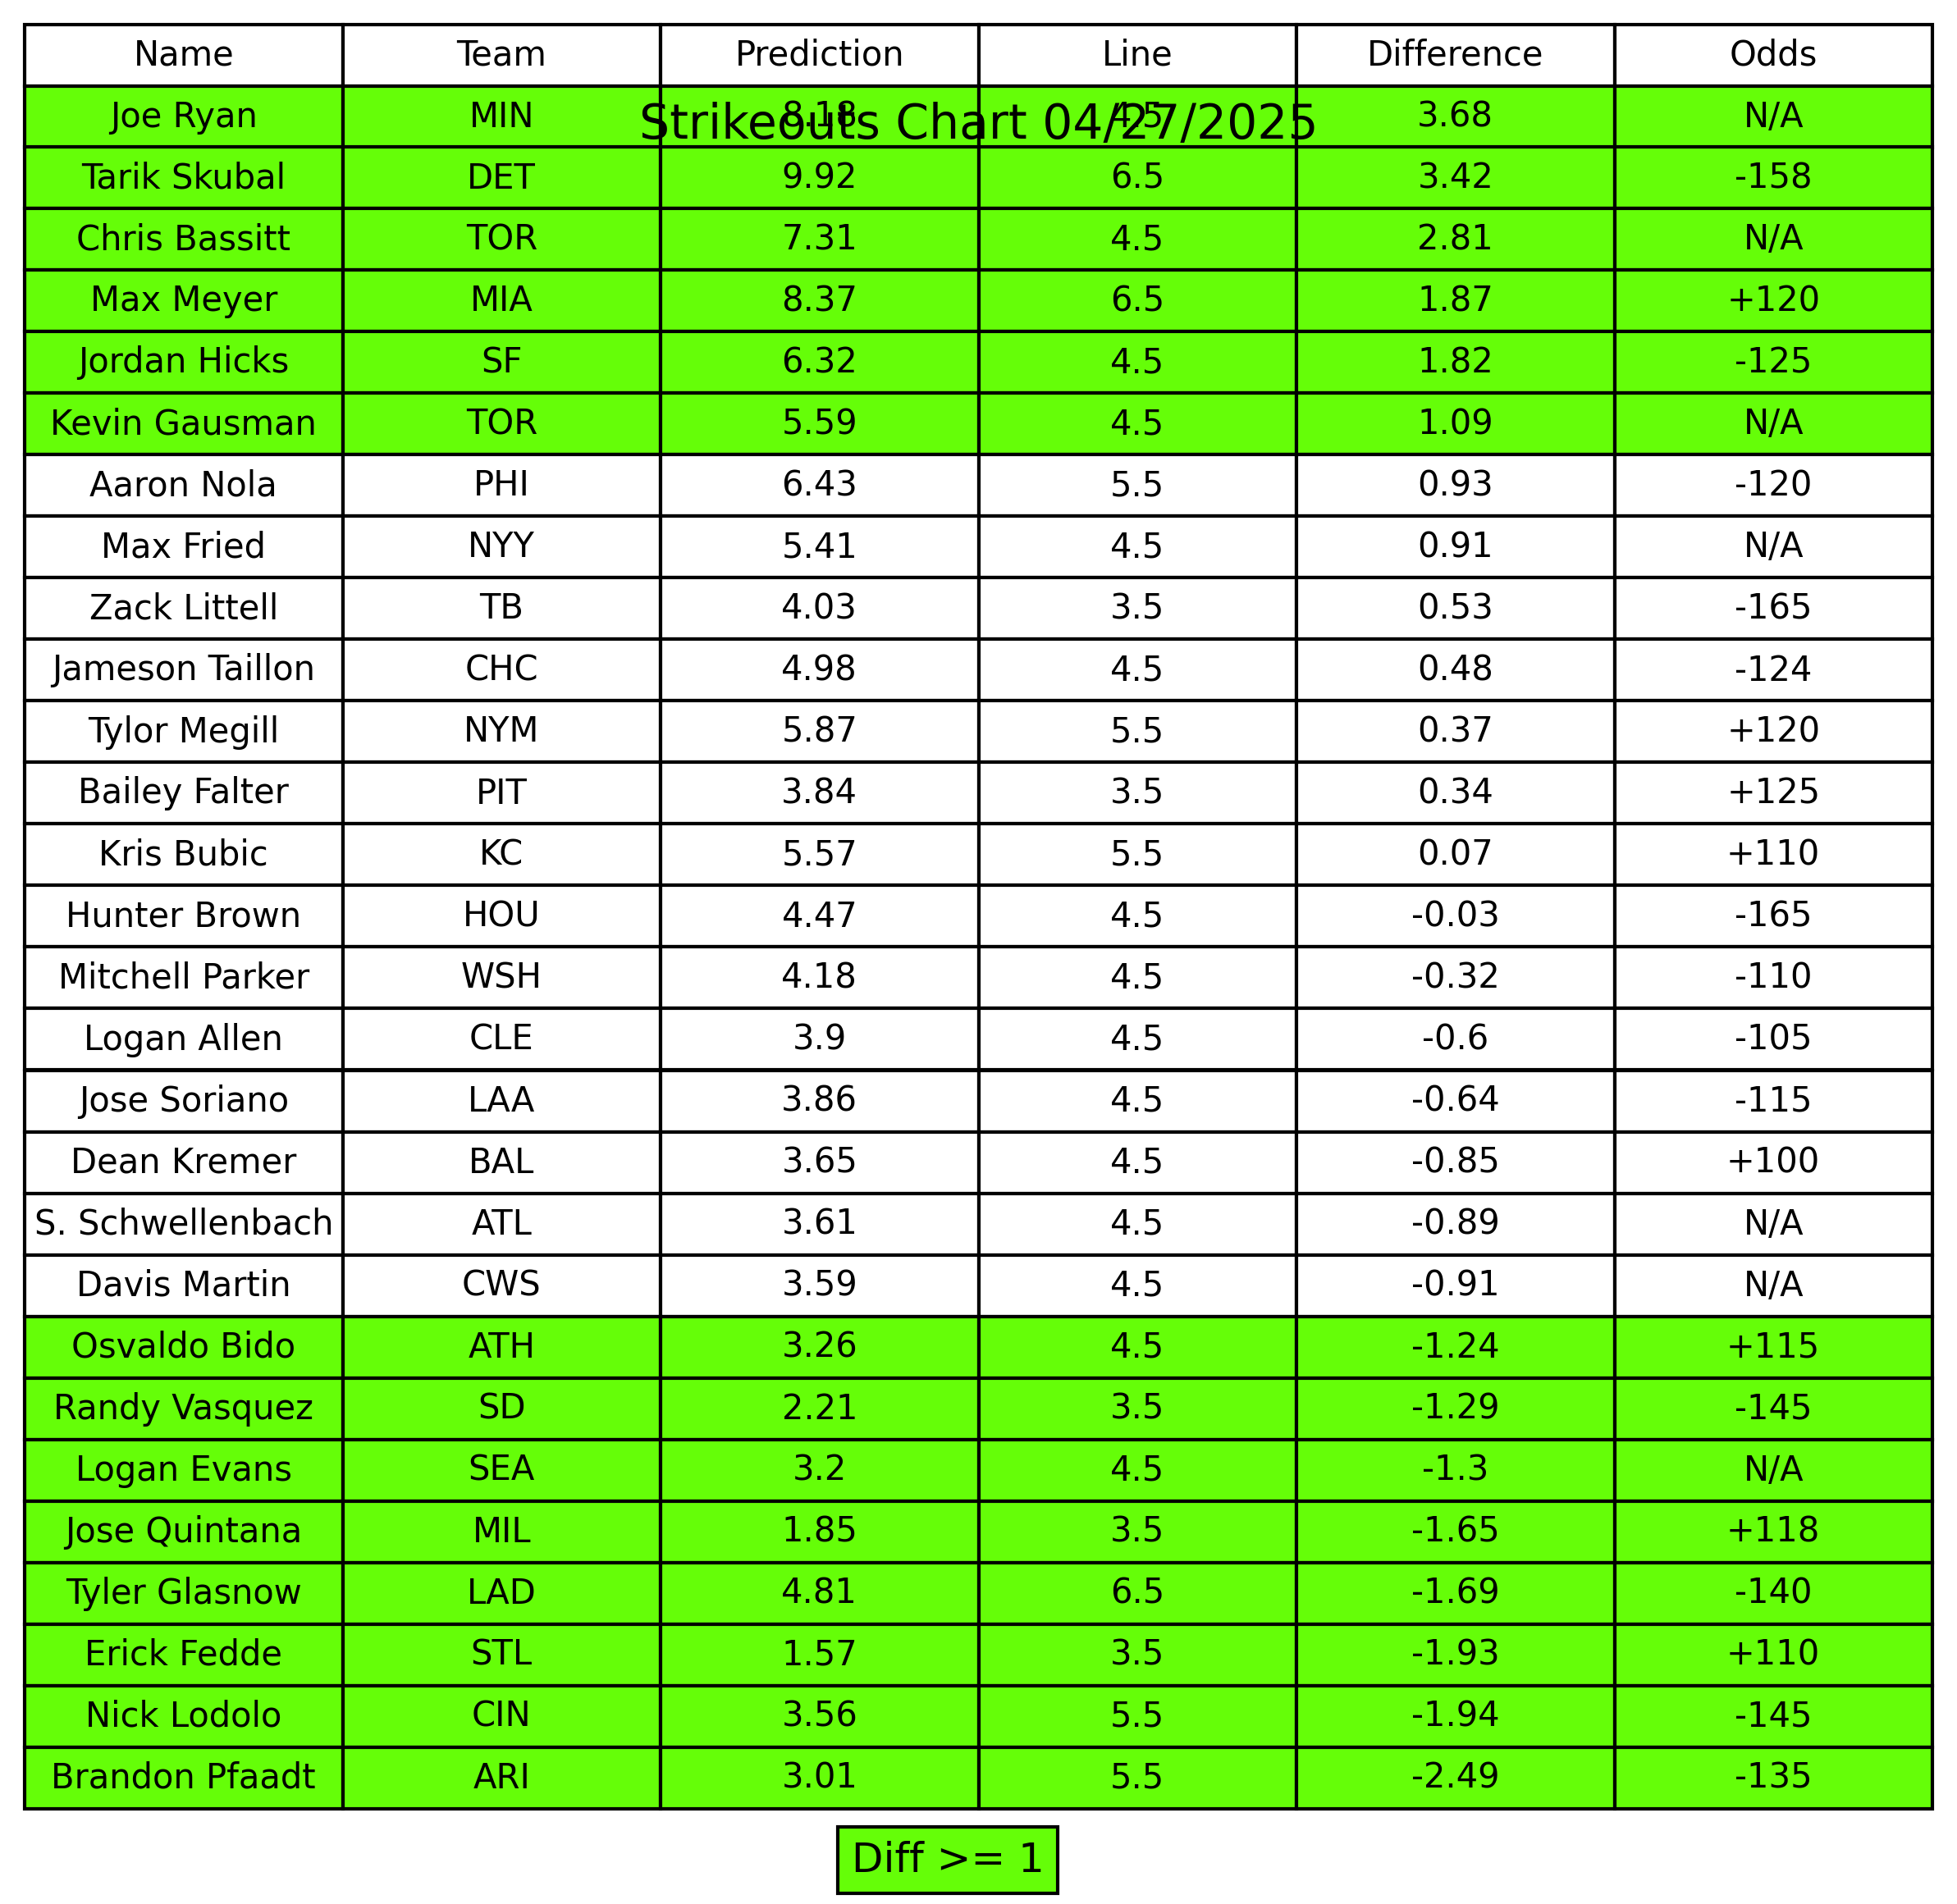 Name Team Prediction Line Difference Odds
Joe Ryan MIN 8.18 4.5 3.68 N/A
Strikeouts Chart 04/27/2025
Tarik Skubal DET 9.92 6.5 3.42 -158
Chris Bassitt TOR 7.31 4.5 2.81 N/A
Max Meyer MIA 8.37 6.5 1.87 +120
Jordan Hicks SF 6.32 4.5 1.82 -125
Kevin Gausman TOR 5.59 4.5 1.09 N/A
Aaron Nola PHI 6.43 5.5 0.93 -120
Max Fried NYY 5.41 4.5 0.91 N/A
Zack Littell TB 4.03 3.5 0.53 -165
Jameson Taillon CHC 4.98 4.5 0.48 -124
Tylor Megill NYM 5.87 5.5 0.37 +120
Bailey Falter PIT 3.84 3.5 0.34 +125
Kris Bubic KC 5.57 5.5 0.07 +110
Hunter Brown HOU 4.47 4.5 -0.03 -165
Mitchell Parker WSH 4.18 4.5 -0.32 -110
Logan Allen CLE 3.9 4.5 -0.6 -105
Jose Soriano LAA 3.86 4.5 -0.64 -115
Dean Kremer BAL 3.65 4.5 -0.85 +100
S. Schwellenbach ATL 3.61 4.5 -0.89 N/A
Davis Martin CWS 3.59 4.5 -0.91 N/A
Osvaldo Bido ATH 3.26 4.5 -1.24 +115
Randy Vasquez SD 2.21 3.5 -1.29 -145
Logan Evans SEA 3.2 4.5 -1.3 N/A
Jose Quintana MIL 1.85 3.5 -1.65 +118
Tyler Glasnow LAD 4.81 6.5 -1.69 -140
Erick Fedde STL 1.57 3.5 -1.93 +110
Nick Lodolo CIN 3.56 5.5 -1.94 -145
Brandon Pfaadt ARI 3.01 5.5 -2.49 -135
Diff >= 1